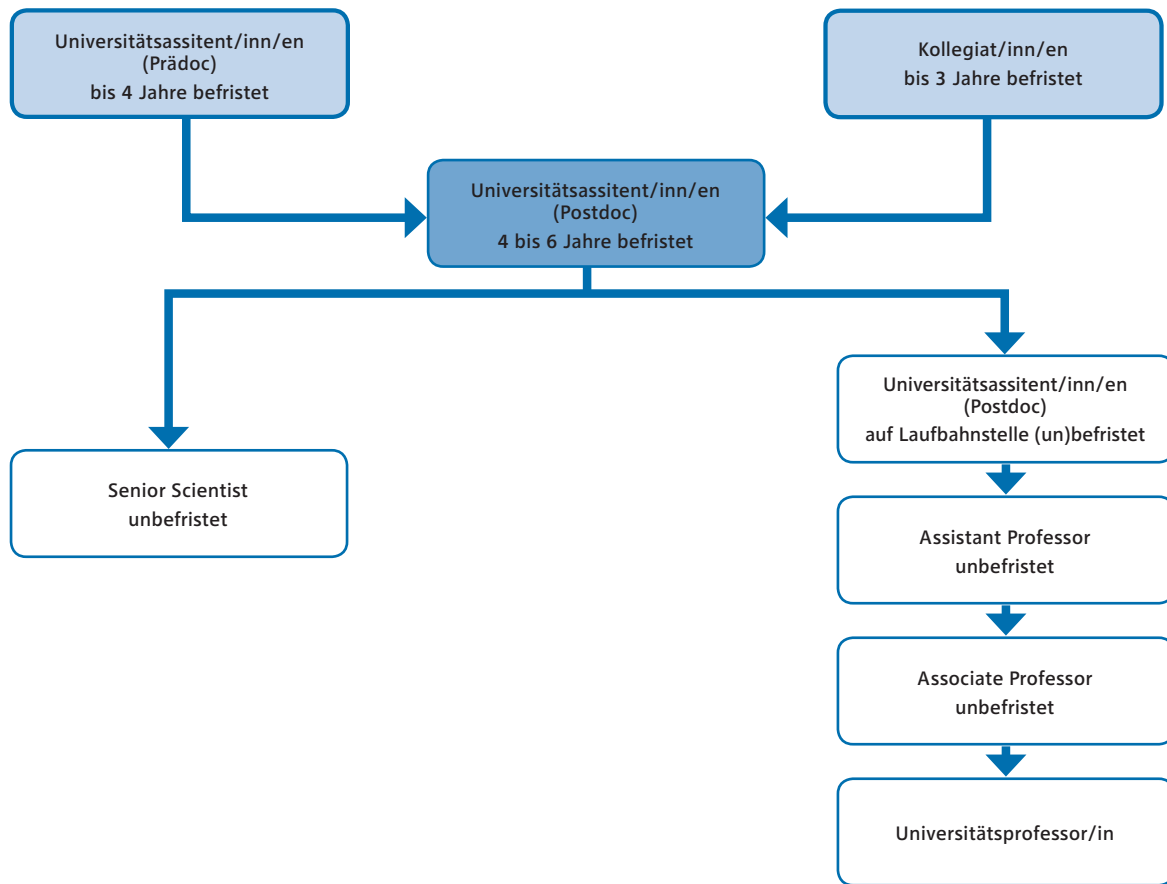 Universitätsassitent/inn/en
(Prädoc)
bis 4 Jahre befristet
Kollegiat/inn/en
bis 3 Jahre befristet
Universitätsassitent/inn/en
(Postdoc)
4 bis 6 Jahre befristet
Universitätsassitent/inn/en
(Postdoc)
auf Laufbahnstelle (un)befristet
Senior Scientist
unbefristet
Assistant Professor
unbefristet
Associate Professor
unbefristet
Universitätsprofessor/in